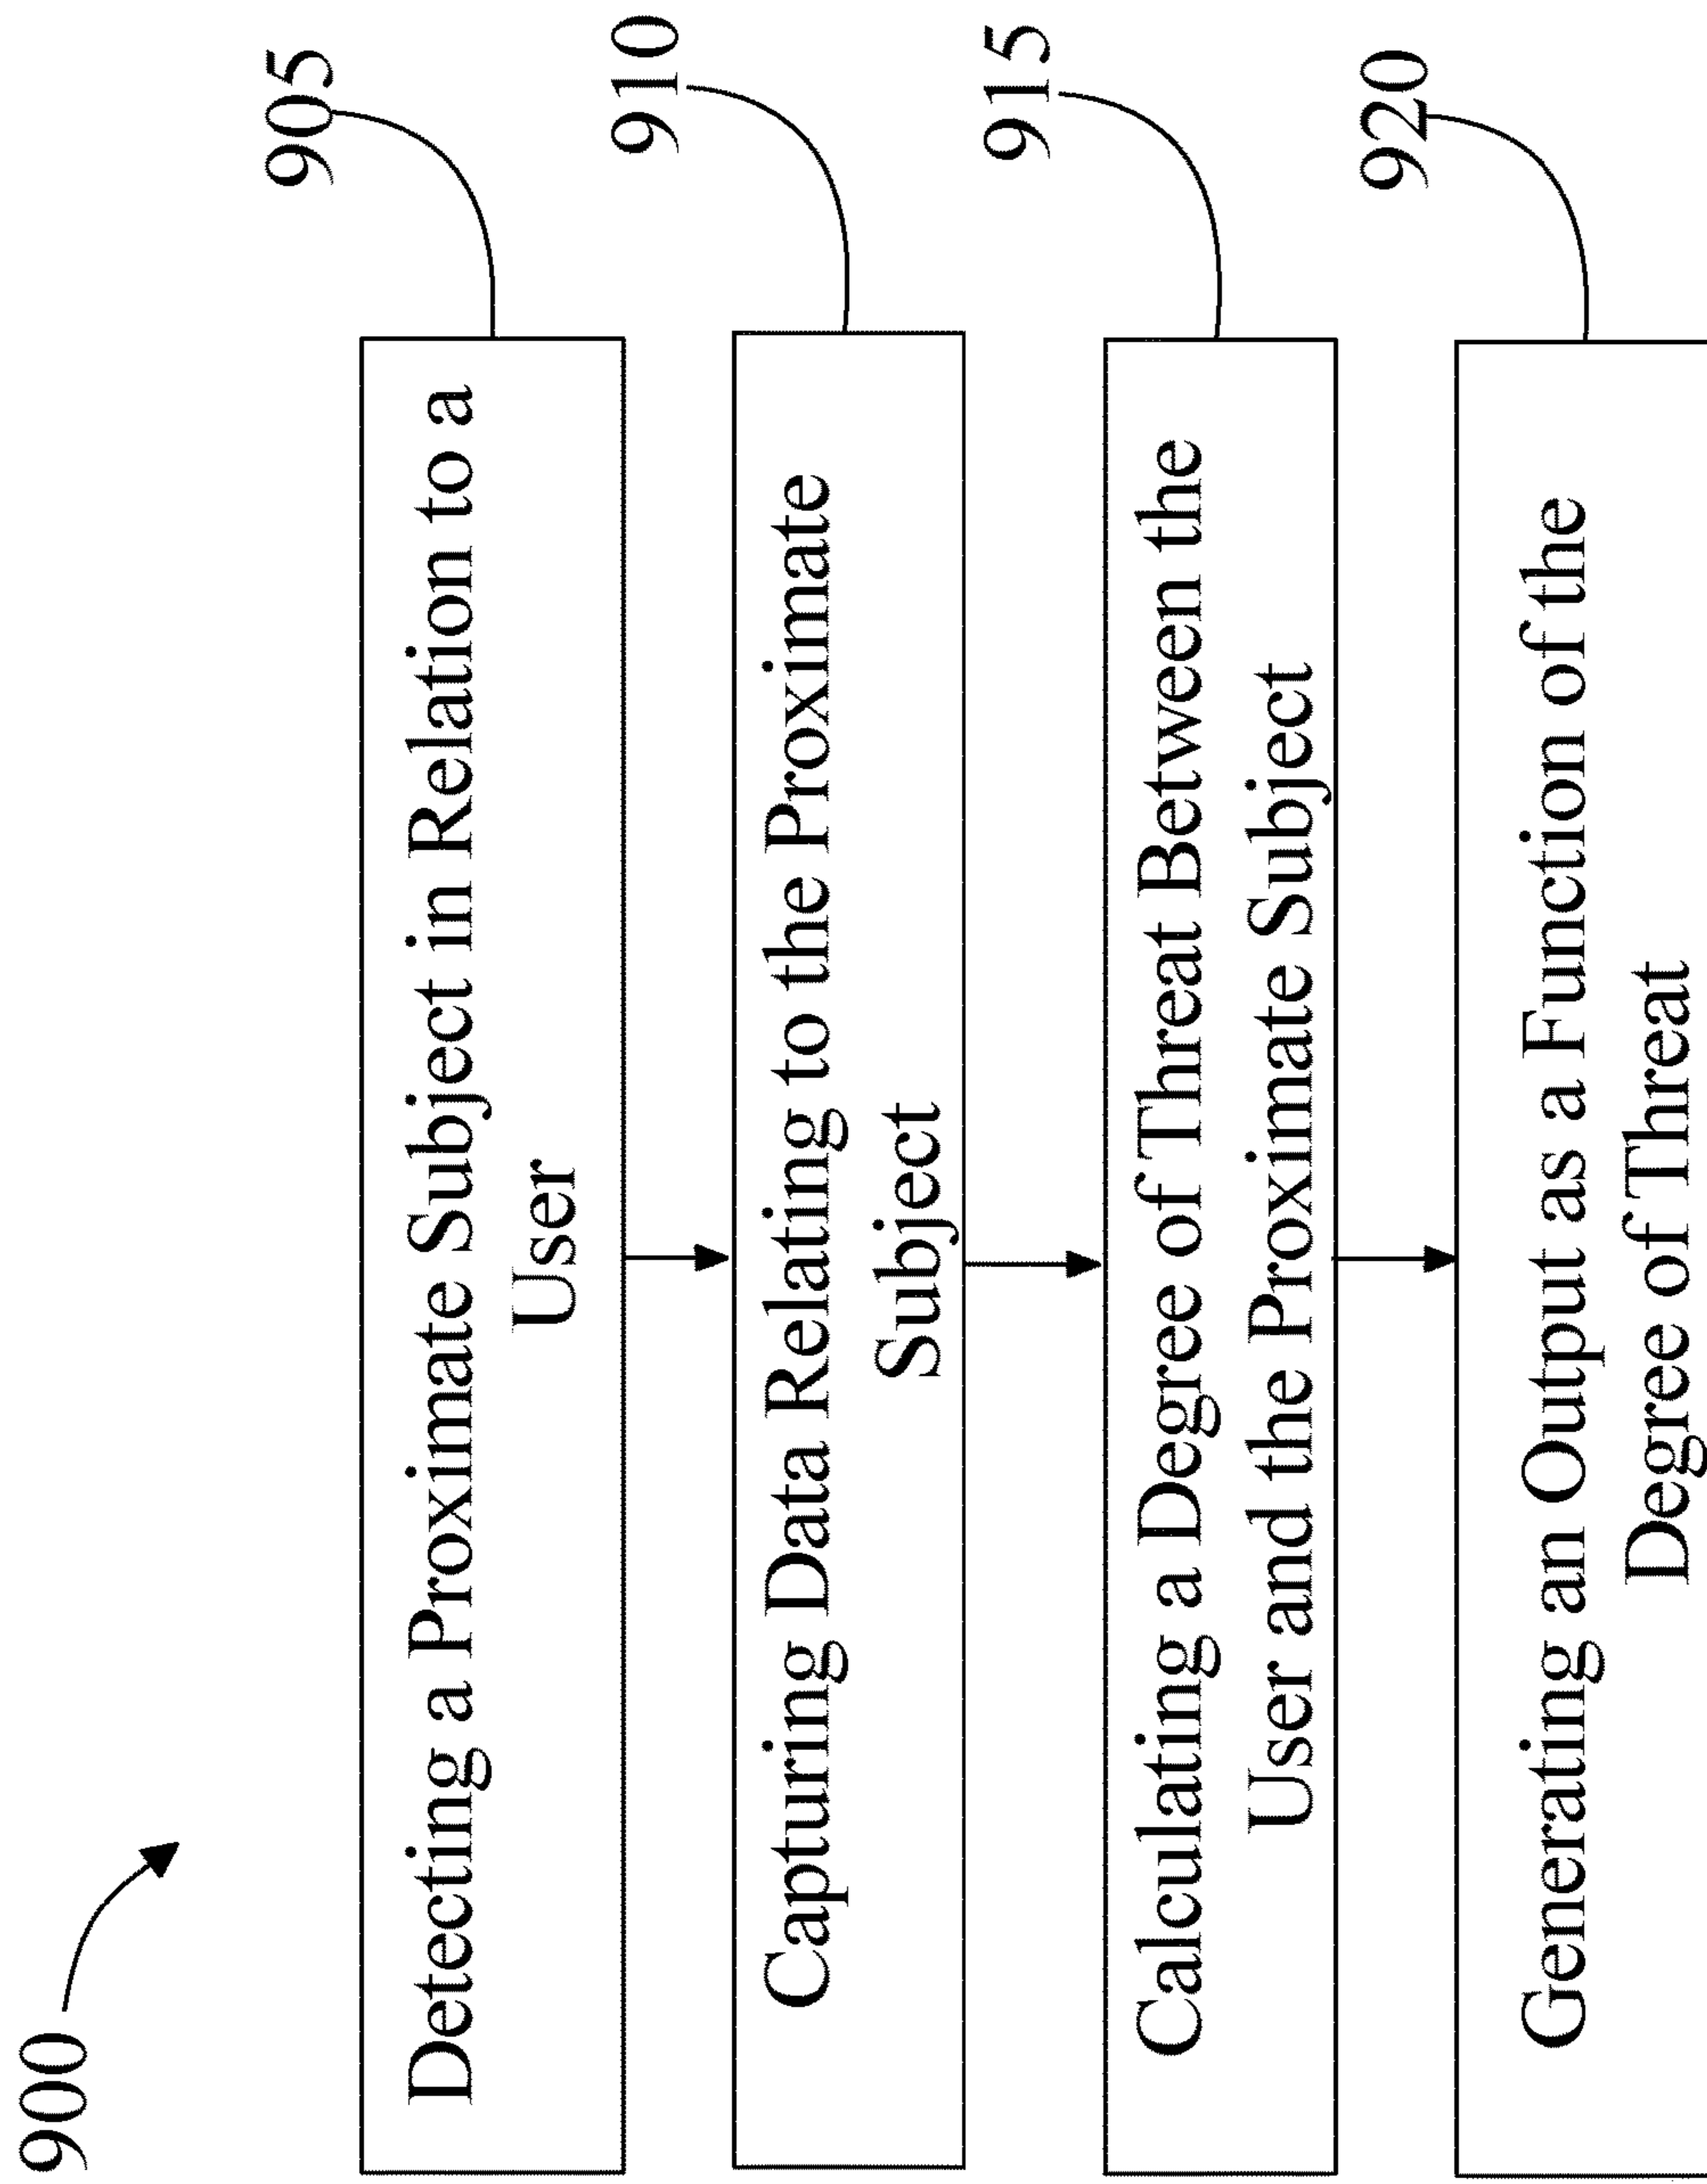 900
905
Detecting a Proximate Subject in Relation to a
User
910
Capturing Data Relating to the Proximate
Subject
915
Calculating a Degree of Threat Between the
User and the Proximate Subject
920
Generating an Output as a Function of the
Degree of Threat